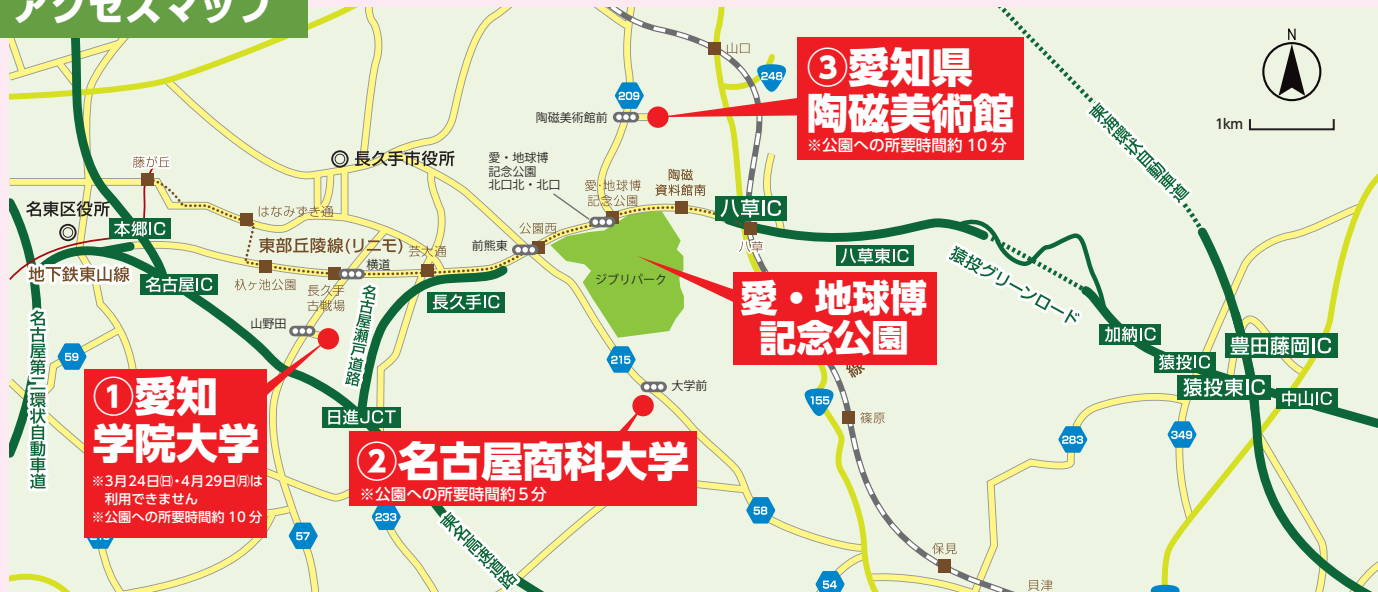 アクセスマップ
山口
248
③愛知県
陶磁美術館
※公園への所要時間約10分
N
1km
209
陶磁美術館前
東海環状自動車道
藤が丘
長久手市役所
愛・地球博
記念公園
北口北・北口
愛・地球博
記念公園
陶磁
資料館南
名東区役所
本郷IC
はなみずき通
八草IC
公園西
前熊東
東部丘陵線(リニモ)
芸大通
八草
八草東IC
猿投グリーンロード
地下鉄東山線
名古屋IC
杁ヶ池公園
横道
長久手
古戦場
長久手IC
ジブリパーク
愛・地球博
記念公園
名古屋瀬戸道路
山野田
名古屋第二環状自動車道
加納IC
豊田藤岡IC
猿投IC
猿投東IC
中山IC
59
215
大学前
線
155
篠原
①愛知
学院大学
※3月24日㈰・4月29日㈪は
利用できません
※公園への所要時間約10分
日進JCT
②名古屋商科大学
※公園への所要時間約5分
283
349
58
233
57
東名高速道路
保見
54
貝津